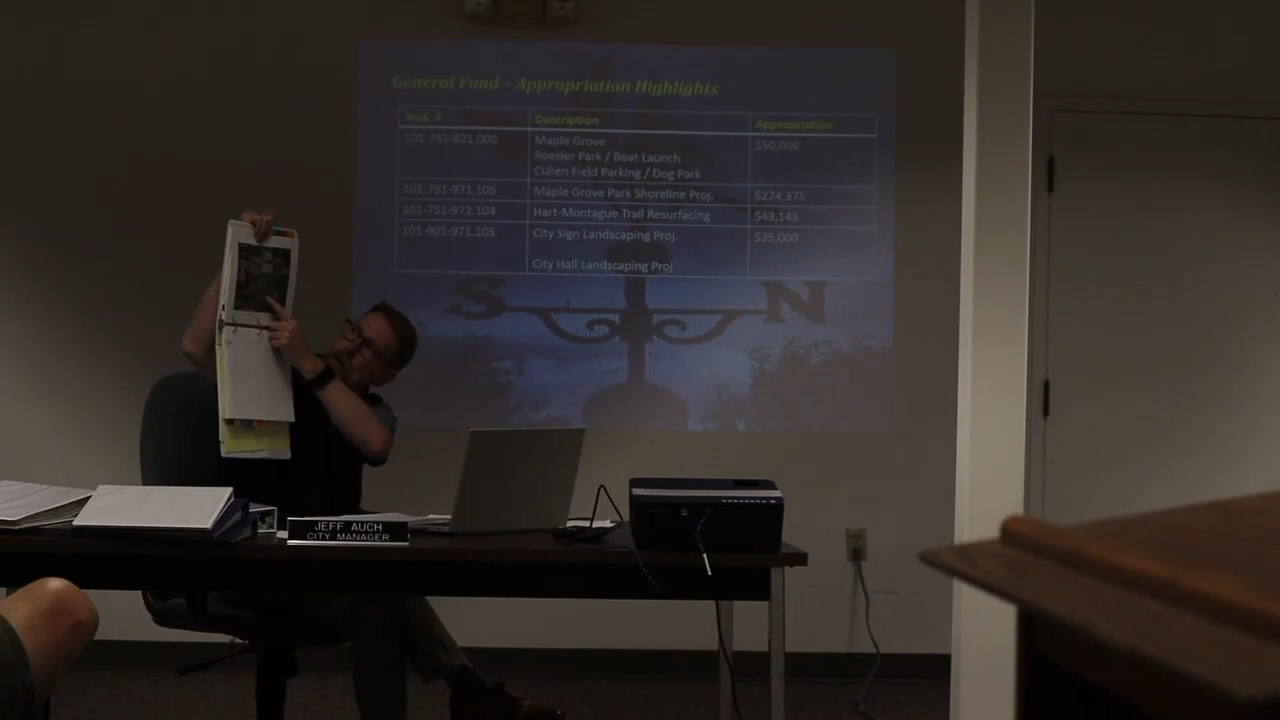 General Fund – Appropriation Highlights
Acct. # Description Appropriation
101-751-821.000 Maple Grove $50,000
Roesler Park / Boat Launch
Cullen Field Parking / Dog Park
101-751-971.105 Maple Grove Park Shoreline Proj. $274,375
101-751-972.104 Hart-Montague Trail Resurfacing $43,145
101-901-971.105 City Sign Landscaping Proj. $35,000
City Hall Landscaping Proj.
S N
JEFF AUCH
CITY MANAGER